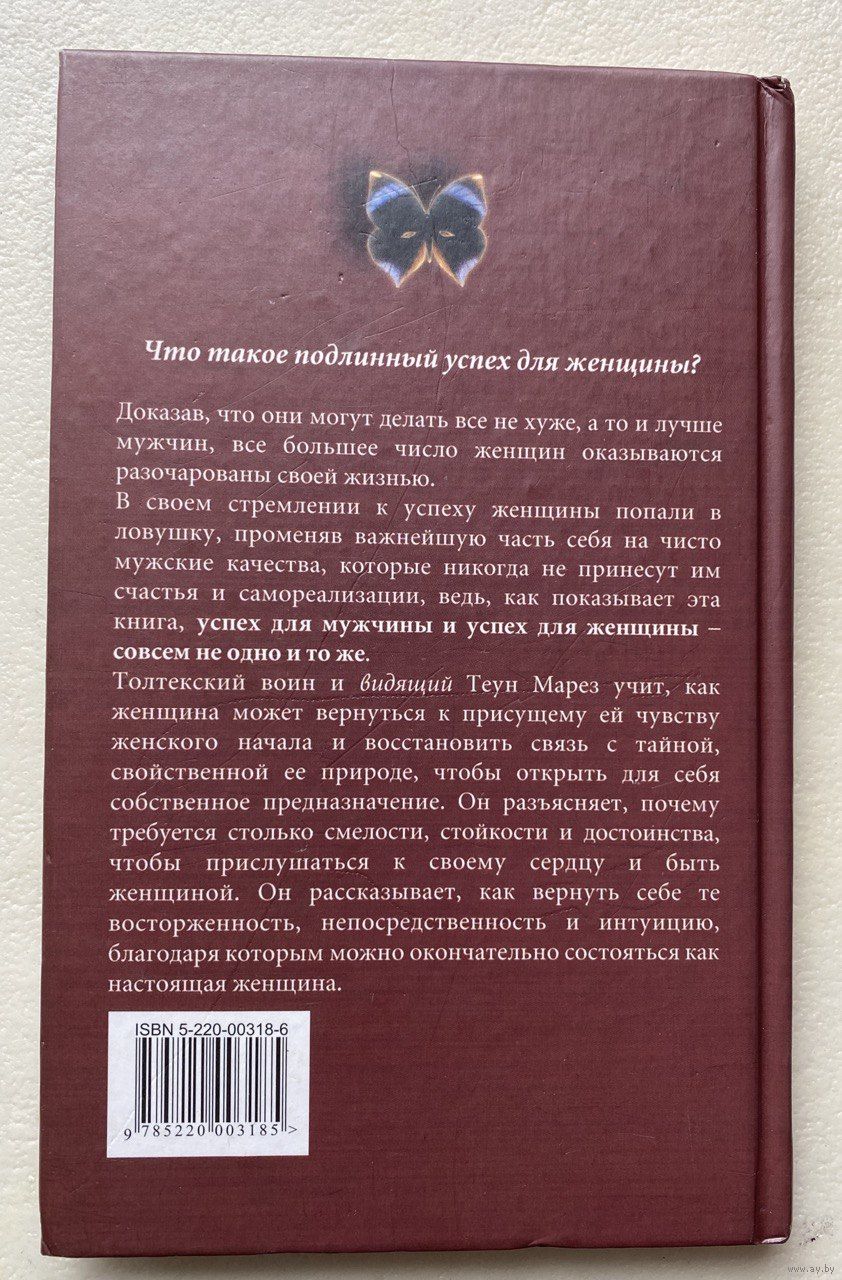 Что такое подлинный успех для женщины?
Доказав, что они могут делать все не хуже, а то и лучше
мужчин, все большее число женщин оказываются
разочарованы своей жизнью.
В своем стремлении к успеху женщины попали в
ловушку, променяв важнейшую часть себя на чисто
мужские качества, которые никогда не принесут им
счастья и самореализации, ведь, как показывает эта
книга, успех для мужчины и успех для женщины –
совсем не одно и то же.
Толтекский воин и видящий Теун Марез учит, как
женщина может вернуться к присущему ей чувству
женского начала и восстановить связь с тайной,
свойственной ее природе, чтобы открыть для себя
собственное предназначение. Он разъясняет, почему
требуется столько смелости, стойкости и достоинства,
чтобы прислушаться к своему сердцу и быть
женщиной. Он рассказывает, как вернуть себе те
восторженность, непосредственность и интуицию,
благодаря которым можно окончательно состояться как
настоящая женщина.
ISBN 5-220-00318-6
9 785220 003185 >
www.ay.by